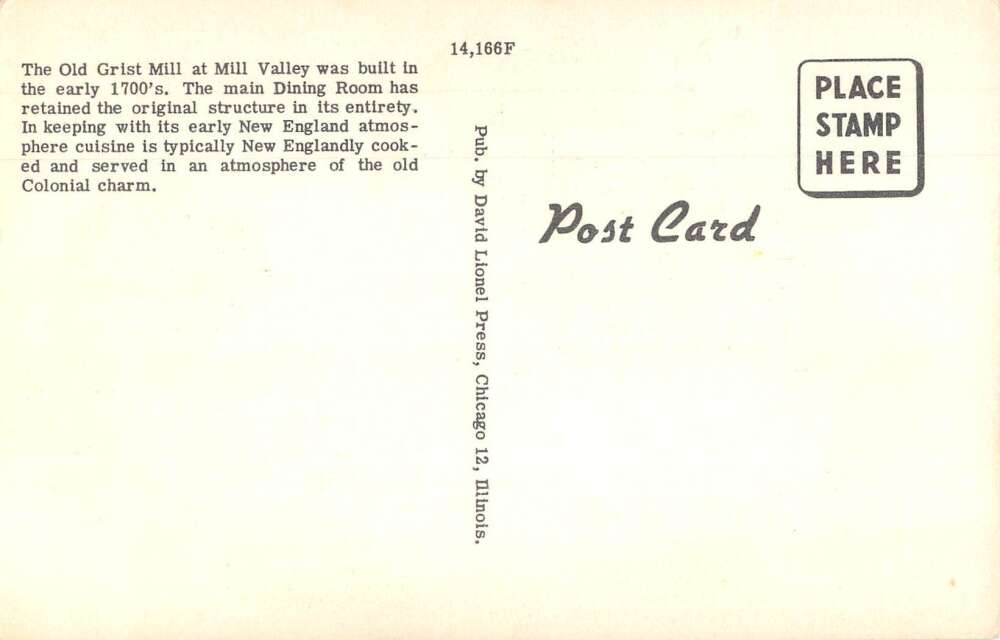 14,166F
The Old Grist Mill at Mill Valley was built in
the early 1700's. The main Dining Room has
retained the original structure in its entirety.
In keeping with its early New England atmos-
phere cuisine is typically New Englandly cook-
ed and served in an atmosphere of the old
Colonial charm.
Pub. by David Lionel Press, Chicago 12, Illinois.
PLACE
STAMP
HERE
Post Card